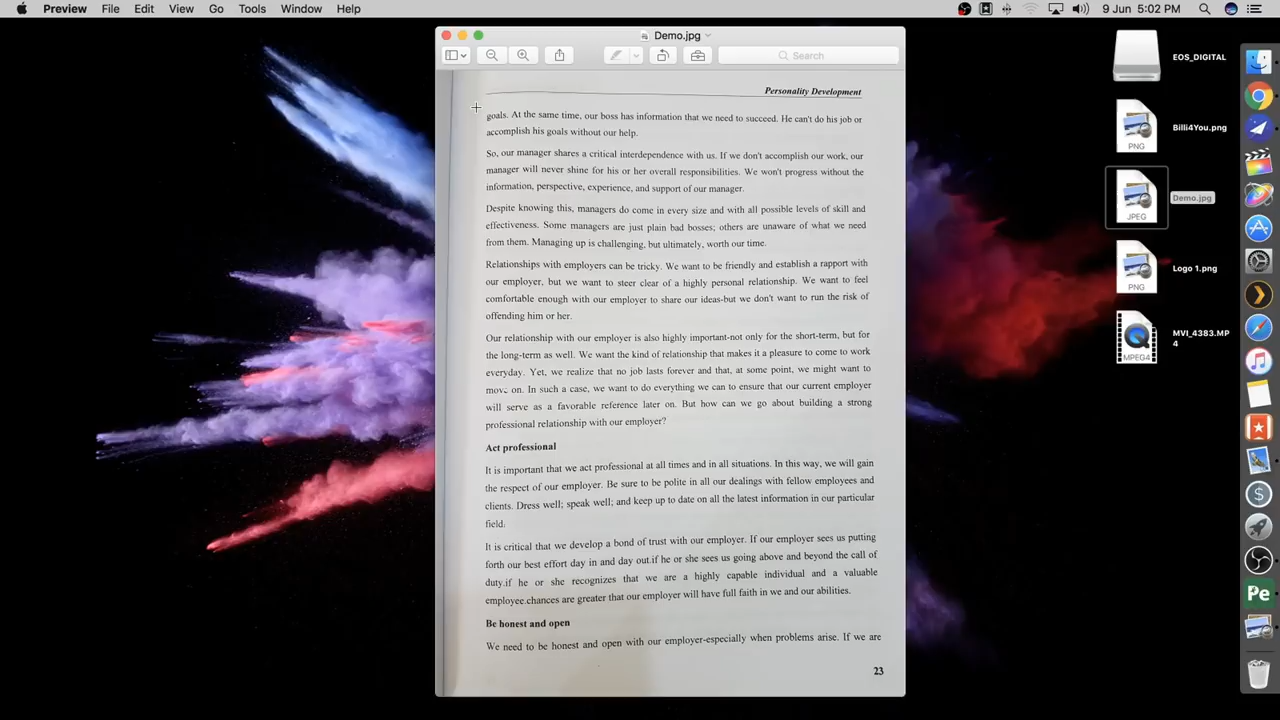 Preview File Edit View Go Tools Window Help
9 Jun 5:02 PM
Demo.jpg
Search
Personality Development
goals. At the same time, our boss has information that we need to succeed. He can't do his job or
accomplish his goals without our help.
So, our manager shares a critical interdependence with us. If we don't accomplish our work, our
manager will never shine for his or her overall responsibilities. We won't progress without the
information, perspective, experience, and support of our manager.
Despite knowing this, managers do come in every size and with all possible levels of skill and
effectiveness. Some managers are just plain bad bosses; others are unaware of what we need
from them. Managing up is challenging, but ultimately, worth our time.
Relationships with employers can be tricky. We want to be friendly and establish a rapport with
our employer, but we want to steer clear of a highly personal relationship. We want to feel
comfortable enough with our employer to share our ideas-but we don't want to run the risk of
offending him or her.
Our relationship with our employer is also highly important-not only for the short-term, but for
the long-term as well. We want the kind of relationship that makes it a pleasure to come to work
everyday. Yet, we realize that no job lasts forever and that, at some point, we might want to
move on. In such a case, we want to do everything we can to ensure that our current employer
will serve as a favorable reference later on. But how can we go about building a strong
professional relationship with our employer?
Act professional
It is important that we act professional at all times and in all situations. In this way, we will gain
the respect of our employer. Be sure to be polite in all our dealings with fellow employees and
clients. Dress well; speak well; and keep up to date on all the latest information in our particular
field.
It is critical that we develop a bond of trust with our employer. If our employer sees us putting
forth our best effort day in and day out.if he or she sees us going above and beyond the call of
duty.if he or she recognizes that we are a highly capable individual and a valuable
employee.chances are greater that our employer will have full faith in we and our abilities.
Be honest and open
We need to be honest and open with our employer-especially when problems arise. If we are
23
EOS_DIGITAL
PNG
Billi4You.png
JPEG
Demo.jpg
PNG
Logo 1.png
MPEG4
MVI_4383.MP
4
Pe